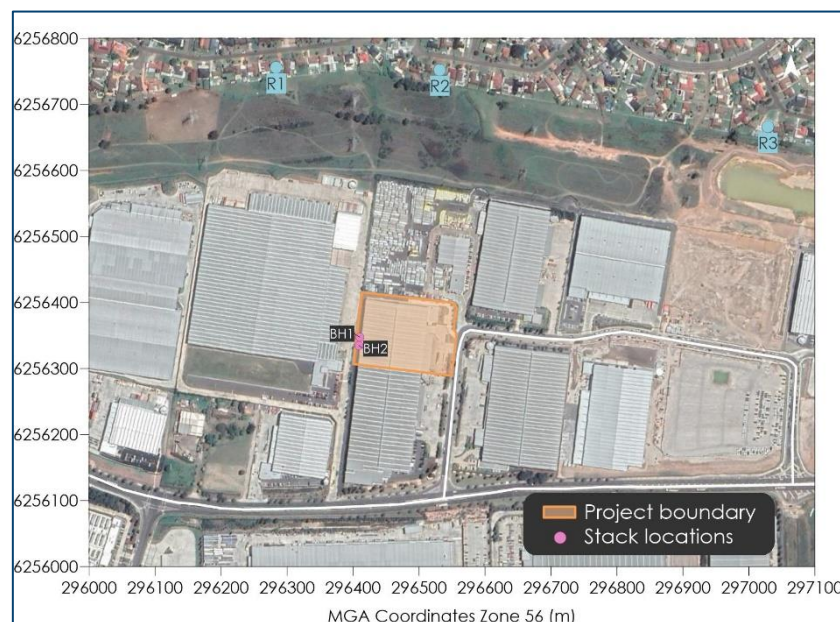 6256800
6256700
6256600
6256500
6256400
6256300
6256200
6256100
6256000
R1
R2
R3
BH1
BH2
Project boundary
Stack locations
296000 296100 296200 296300 296400 296500 296600 296700 296800 296900 297000 297100
MGA Coordinates Zone 56 (m)